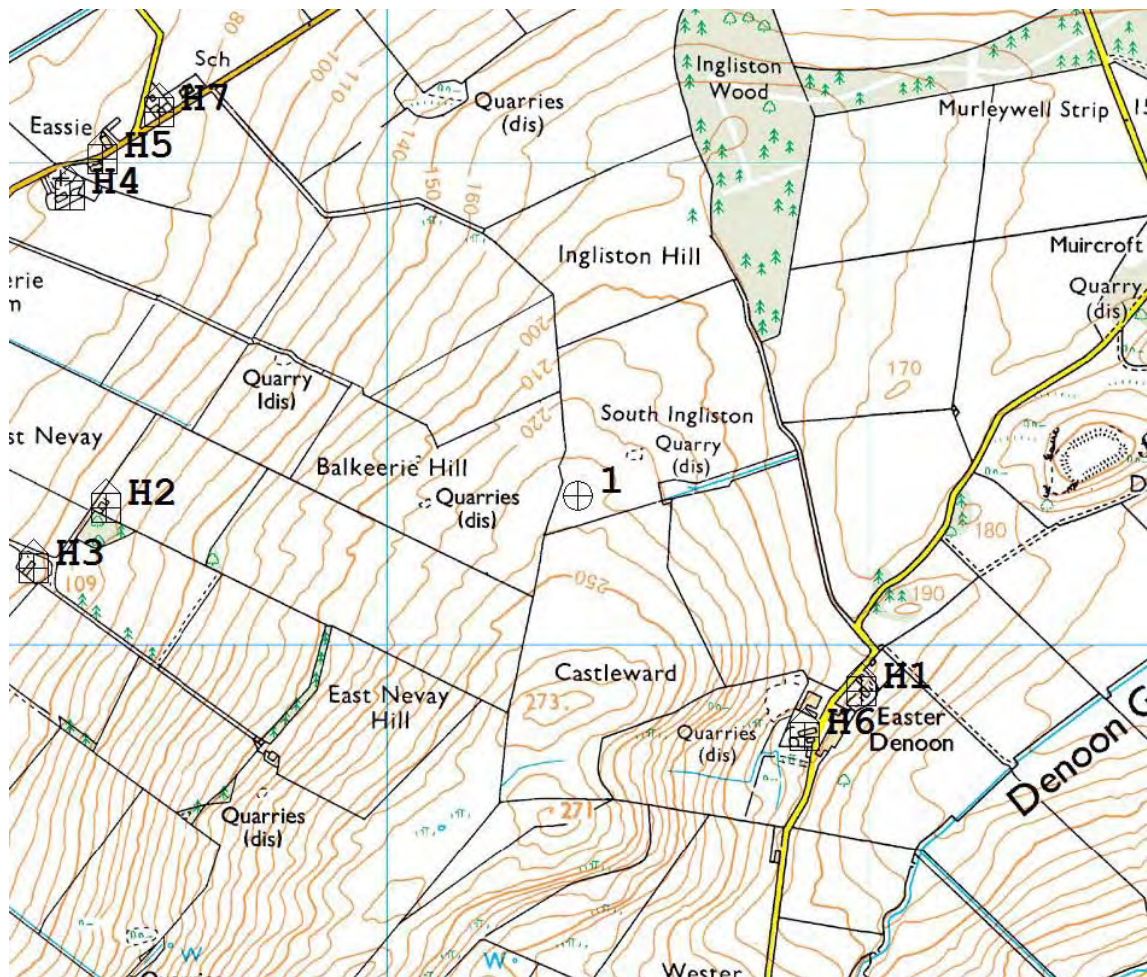 80
Sch
100
110
Ingliston
Wood
H7
Quarries
(dis)
Murleywell Strip
Eassie
H5
140
H4
150
160
Ingliston Hill
Muircroft
erie
m
Quarry
(dis)
200
210
170
Quarry
(dis)
220
South Ingliston
Quarry
(dis)
st Nevay
Balkeerie Hill
1
H2
Quarries
(dis)
180
H3
109
250
190
Castleward
East Nevay
Hill
273
H1
H6
Easter
Denoon
Quarries
(dis)
Denoon G
271
Quarries
(dis)
W
W
Wester